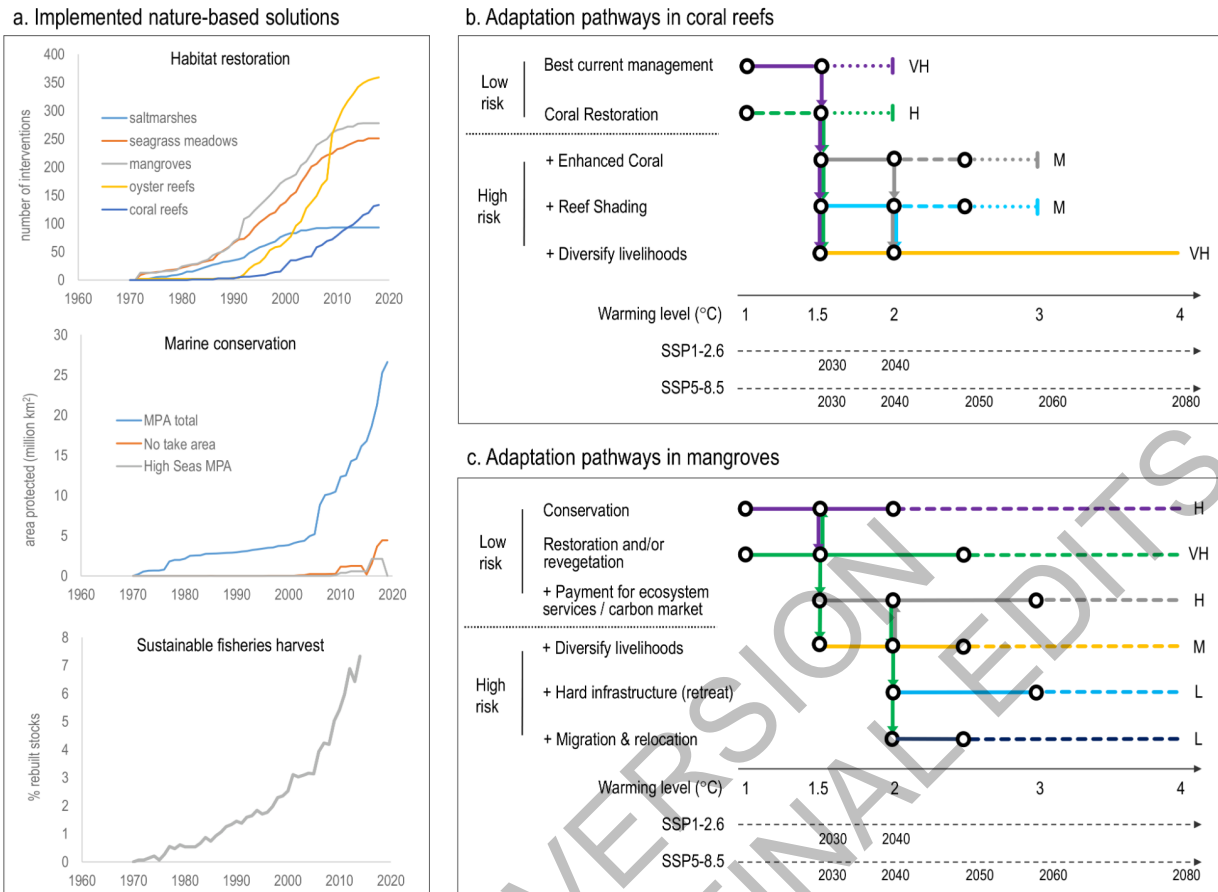 a. Implemented nature-based solutions
Habitat restoration
number of interventions
400
350
300
250
200
150
100
50
0
saltmarshes
seagrass meadows
mangroves
oyster reefs
coral reefs
1960 1970 1980 1990 2000 2010 2020
Marine conservation
area protected (million km²)
30
25
20
15
10
5
0
MPA total
No take area
High Seas MPA
1960 1970 1980 1990 2000 2010 2020
Sustainable fisheries harvest
% rebuilt stocks
8
7
6
5
4
3
2
1
0
1960 1970 1980 1990 2000 2010 2020
b. Adaptation pathways in coral reefs
Low risk
Best current management VH
Coral Restoration H
High risk
+ Enhanced Coral M
+ Reef Shading M
+ Diversify livelihoods VH
Warming level (°C) 1 1.5 2 3 4
SSP1-2.6
2030 2040
SSP5-8.5
2030 2040 2050 2060 2080
c. Adaptation pathways in mangroves
Low risk
Conservation H
Restoration and/or
revegetation VH
+ Payment for ecosystem
services / carbon market H
High risk
+ Diversify livelihoods M
+ Hard infrastructure (retreat) L
+ Migration & relocation L
Warming level (°C) 1 1.5 2 3 4
SSP1-2.6
2030 2040
SSP5-8.5
2030 2040 2050 2060 2080
VERSION
FINAL EDITS